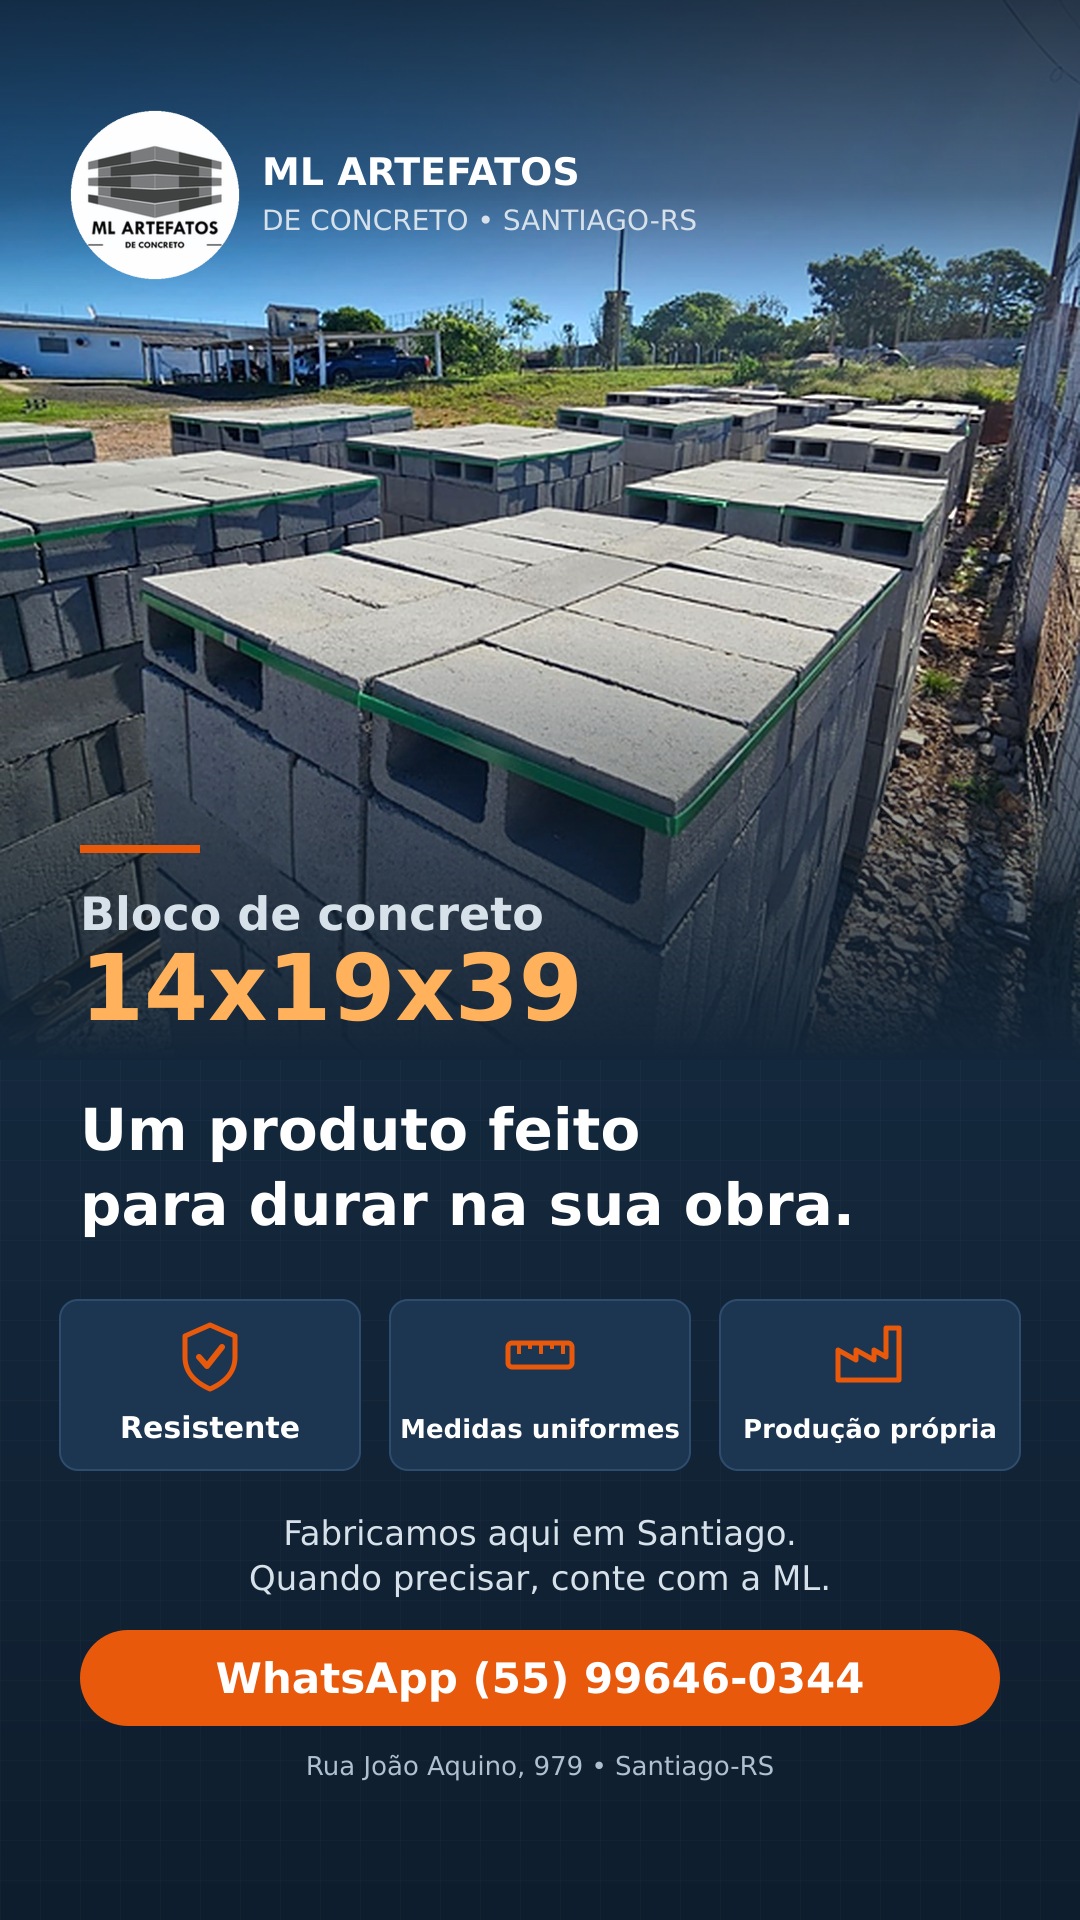 ML ARTEFATOS
DE CONCRETO
ML ARTEFATOS
DE CONCRETO • SANTIAGO-RS
Bloco de concreto
14x19x39
Um produto feito
para durar na sua obra.
Resistente
Medidas uniformes
Produção própria
Fabricamos aqui em Santiago.
Quando precisar, conte com a ML.
WhatsApp (55) 99646-0344
Rua João Aquino, 979 • Santiago-RS